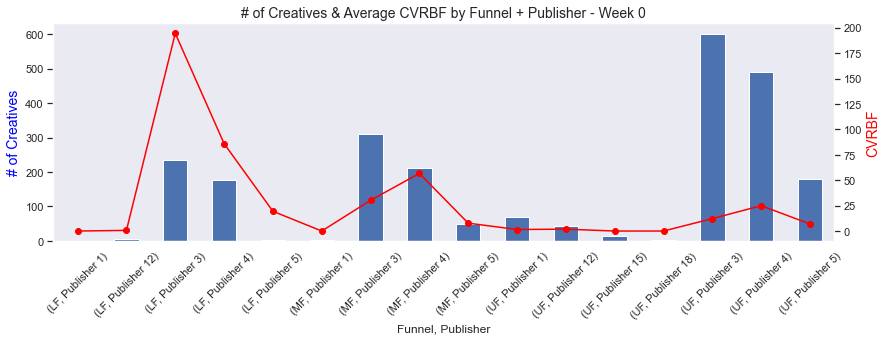 # of Creatives & Average CVRBF by Funnel + Publisher - Week 0
# of Creatives
600
500
400
300
200
100
0
200
175
150
125
100
75
50
25
0
CVRBF
(LF, Publisher 1)
(LF, Publisher 12)
(LF, Publisher 3)
(LF, Publisher 4)
(LF, Publisher 5)
(MF, Publisher 1)
(MF, Publisher 3)
(MF, Publisher 4)
(MF, Publisher 5)
(UF, Publisher 1)
(UF, Publisher 12)
(UF, Publisher 15)
(UF, Publisher 18)
(UF, Publisher 3)
(UF, Publisher 4)
(UF, Publisher 5)
Funnel, Publisher